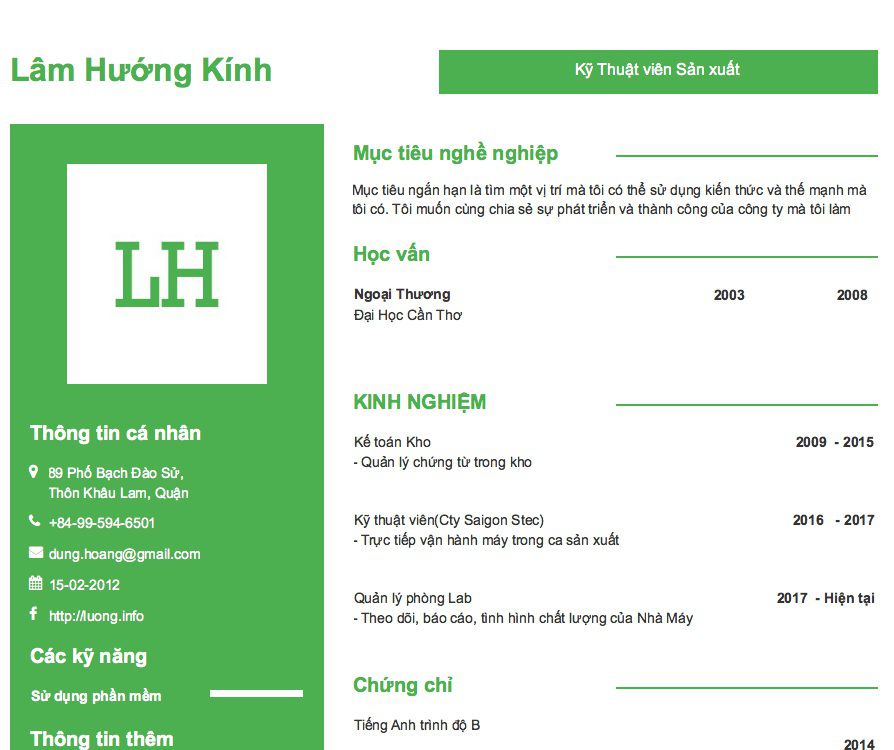 Lâm Hướng Kính
Kỹ Thuật viên Sản xuất
LH
Thông tin cá nhân
89 Phố Bạch Đào Sử,
Thôn Khâu Lam, Quận
+84-99-594-6501
dung.hoang@gmail.com
15-02-2012
http://luong.info
Các kỹ năng
Sử dụng phần mềm
Thông tin thêm
Mục tiêu nghề nghiệp
Mục tiêu ngắn hạn là tìm một vị trí mà tôi có thể sử dụng kiến thức và thế mạnh mà
tôi có. Tôi muốn cùng chia sẻ sự phát triển và thành công của công ty mà tôi làm
Học vấn
Ngoại Thương 2003 2008
Đại Học Cần Thơ
KINH NGHIỆM
Kế toán Kho 2009 - 2015
- Quản lý chứng từ trong kho
Kỹ thuật viên(Cty Saigon Stec) 2016 - 2017
- Trực tiếp vận hành máy trong ca sản xuất
Quản lý phòng Lab 2017 - Hiện tại
- Theo dõi, báo cáo, tình hình chất lượng của Nhà Máy
Chứng chỉ
Tiếng Anh trình độ B
2014